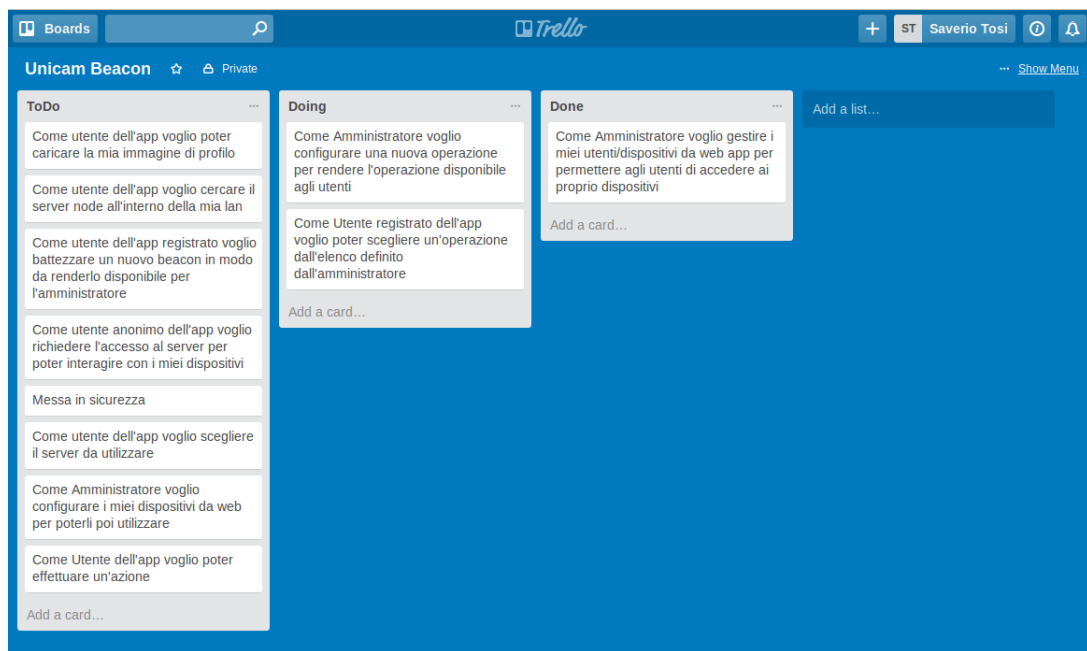 Boards
Trello
ST Saverio Tosi
Unicam Beacon
Private
... Show Menu
ToDo ...
Come utente dell'app voglio poter
caricare la mia immagine di profilo
Come utente dell'app voglio cercare il
server node all'interno della mia lan
Come utente dell'app registrato voglio
battezzare un nuovo beacon in modo
da renderlo disponibile per
l'amministratore
Come utente anonimo dell'app voglio
richiedere l'accesso al server per
poter interagire con i miei dispositivi
Messa in sicurezza
Come utente dell'app voglio scegliere
il server da utilizzare
Come Amministratore voglio
configurare i miei dispositivi da web
per poterli poi utilizzare
Come Utente dell'app voglio poter
effettuare un'azione
Add a card…
Doing ...
Come Amministratore voglio
configurare una nuova operazione
per rendere l'operazione disponibile
agli utenti
Come Utente registrato dell'app
voglio poter scegliere un'operazione
dall'elenco definito
dall'amministratore
Add a card…
Done ...
Come Amministratore voglio gestire i
miei utenti/dispositivi da web app per
permettere agli utenti di accedere ai
proprio dispositivi
Add a card…
Add a list…